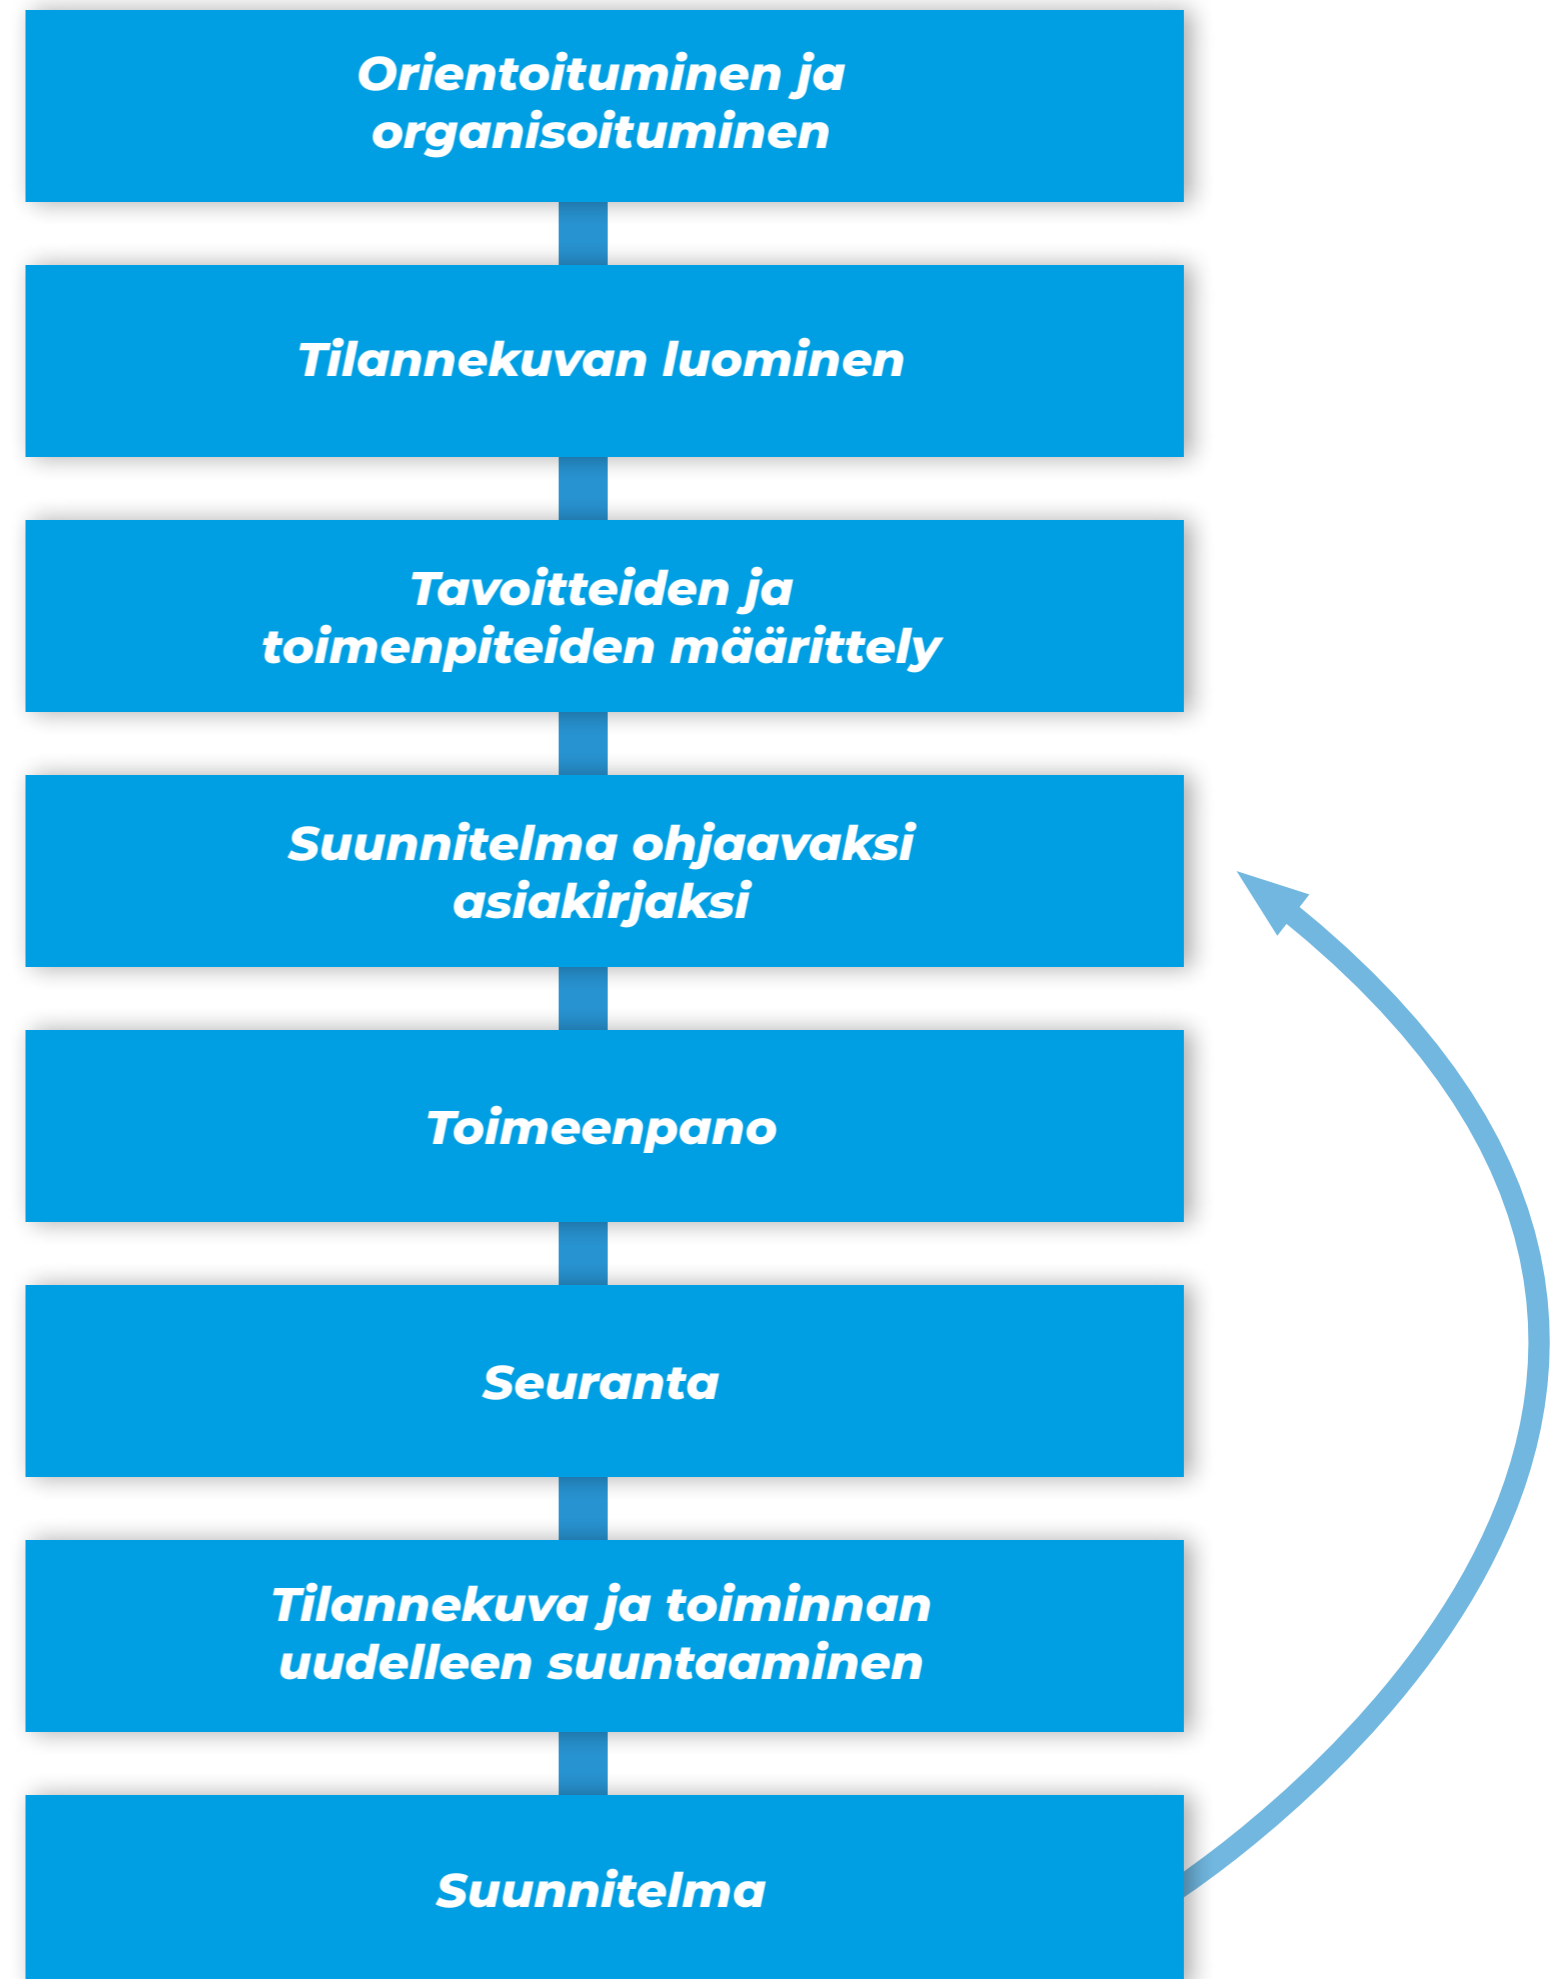 Orientoituminen ja
organisoituminen
Tilannekuvan luominen
Tavoitteiden ja
toimenpiteiden määrittely
Suunnitelma ohjaavaksi
asiakirjaksi
Toimeenpano
Seuranta
Tilannekuva ja toiminnan
uudelleen suuntaaminen
Suunnitelma